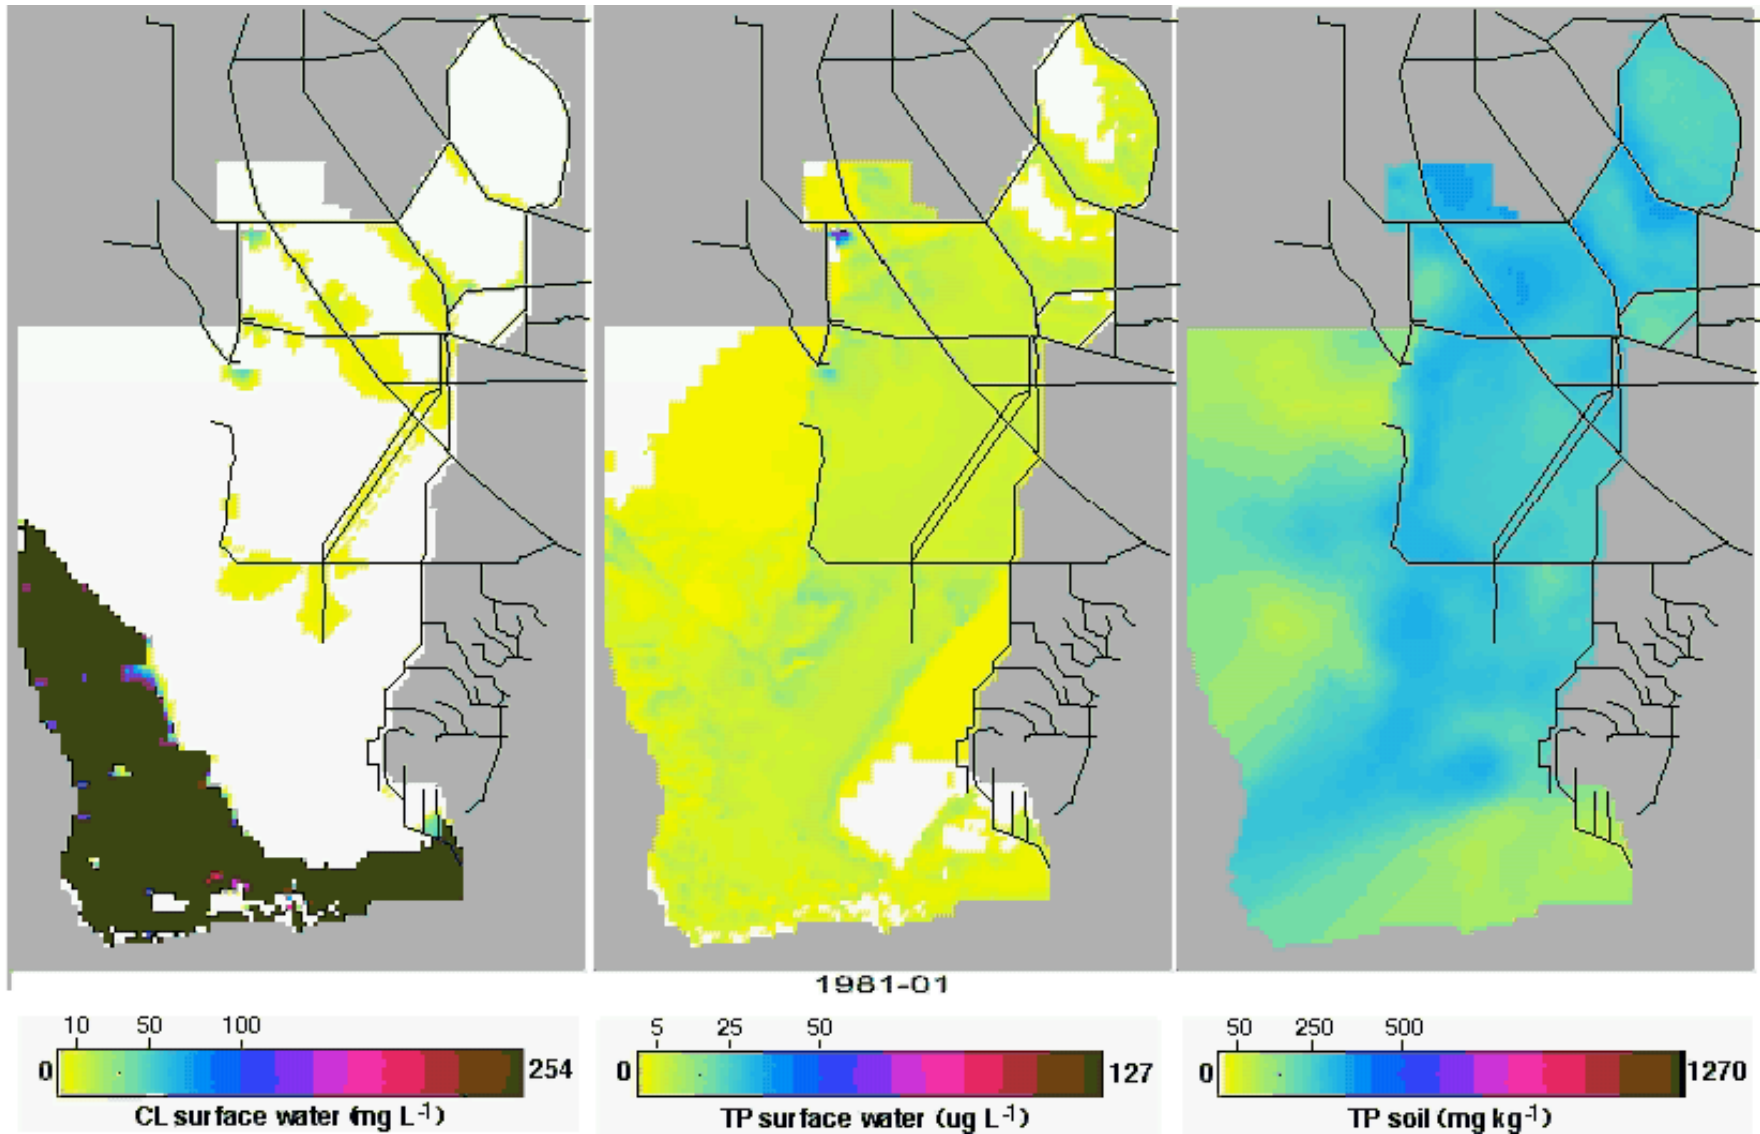 1981-01
10 50 100
0 254
CL surface water (mg L-1)
5 25 50
0 127
TP surface water (ug L-1)
50 250 500
0 1270
TP soil (mg kg-1)